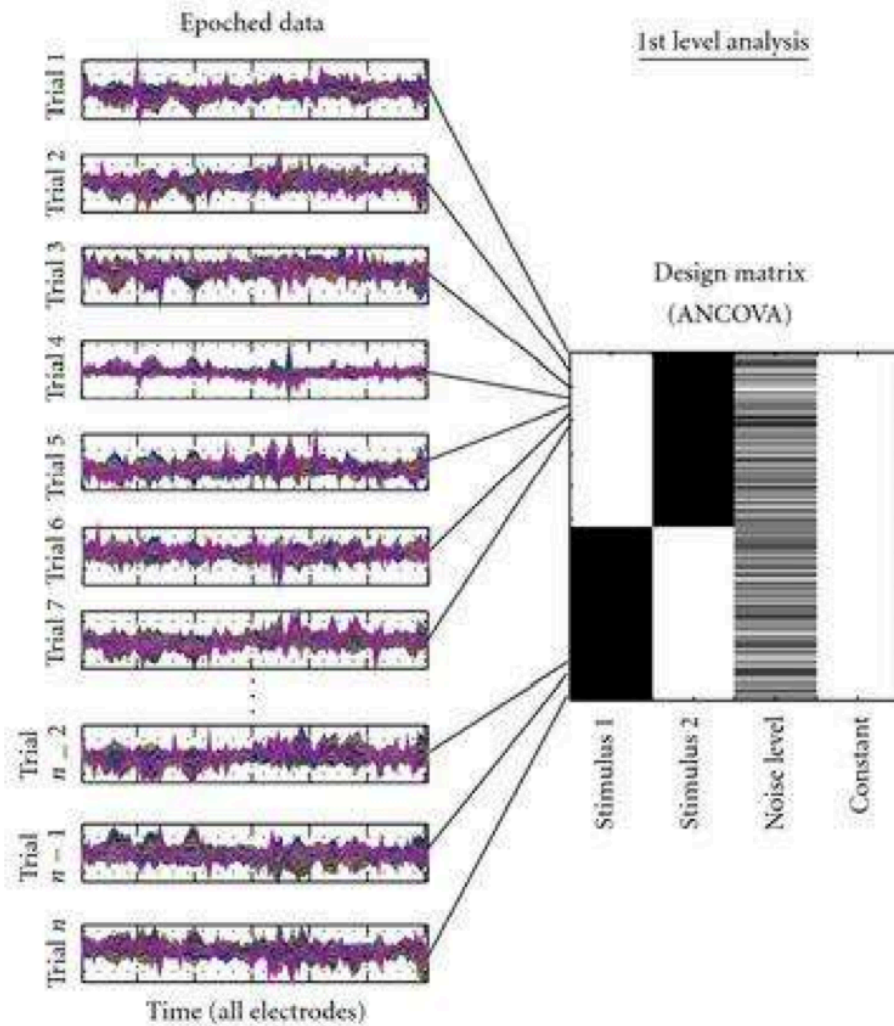 Epoched data
1st level analysis
Trial 1
Trial 2
Trial 3
Trial 4
Trial 5
Trial 6
Trial 7
Trial
n − 2
Trial
n − 1
Trial n
Time (all electrodes)
Design matrix
(ANCOVA)
Stimulus 1
Stimulus 2
Noise level
Constant